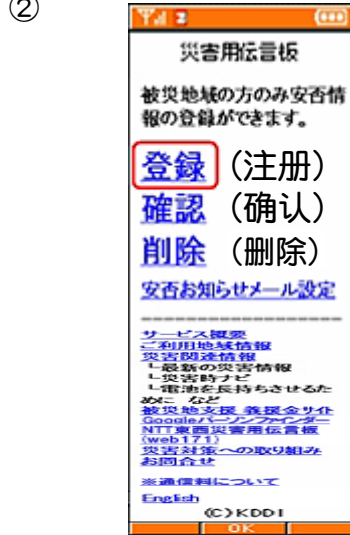 ②
災害用伝言板
被災地域の方のみ安否情
報の登録ができます。
登録（注册）
確認（确认）
削除（删除）
安否お知らせメール設定
サービス概要
ご利用地域情報
災害関連情報
└最新の災害情報
└災害時ナビ
└電池を長持ちさせるた
めに など
被災地支援 義援金サイト
Googleパーソンファインダー
NTT東西災害用伝言板
(web171)
災害対策への取り組み
お問合せ
※通信料について
English
(C)KDDI
OK